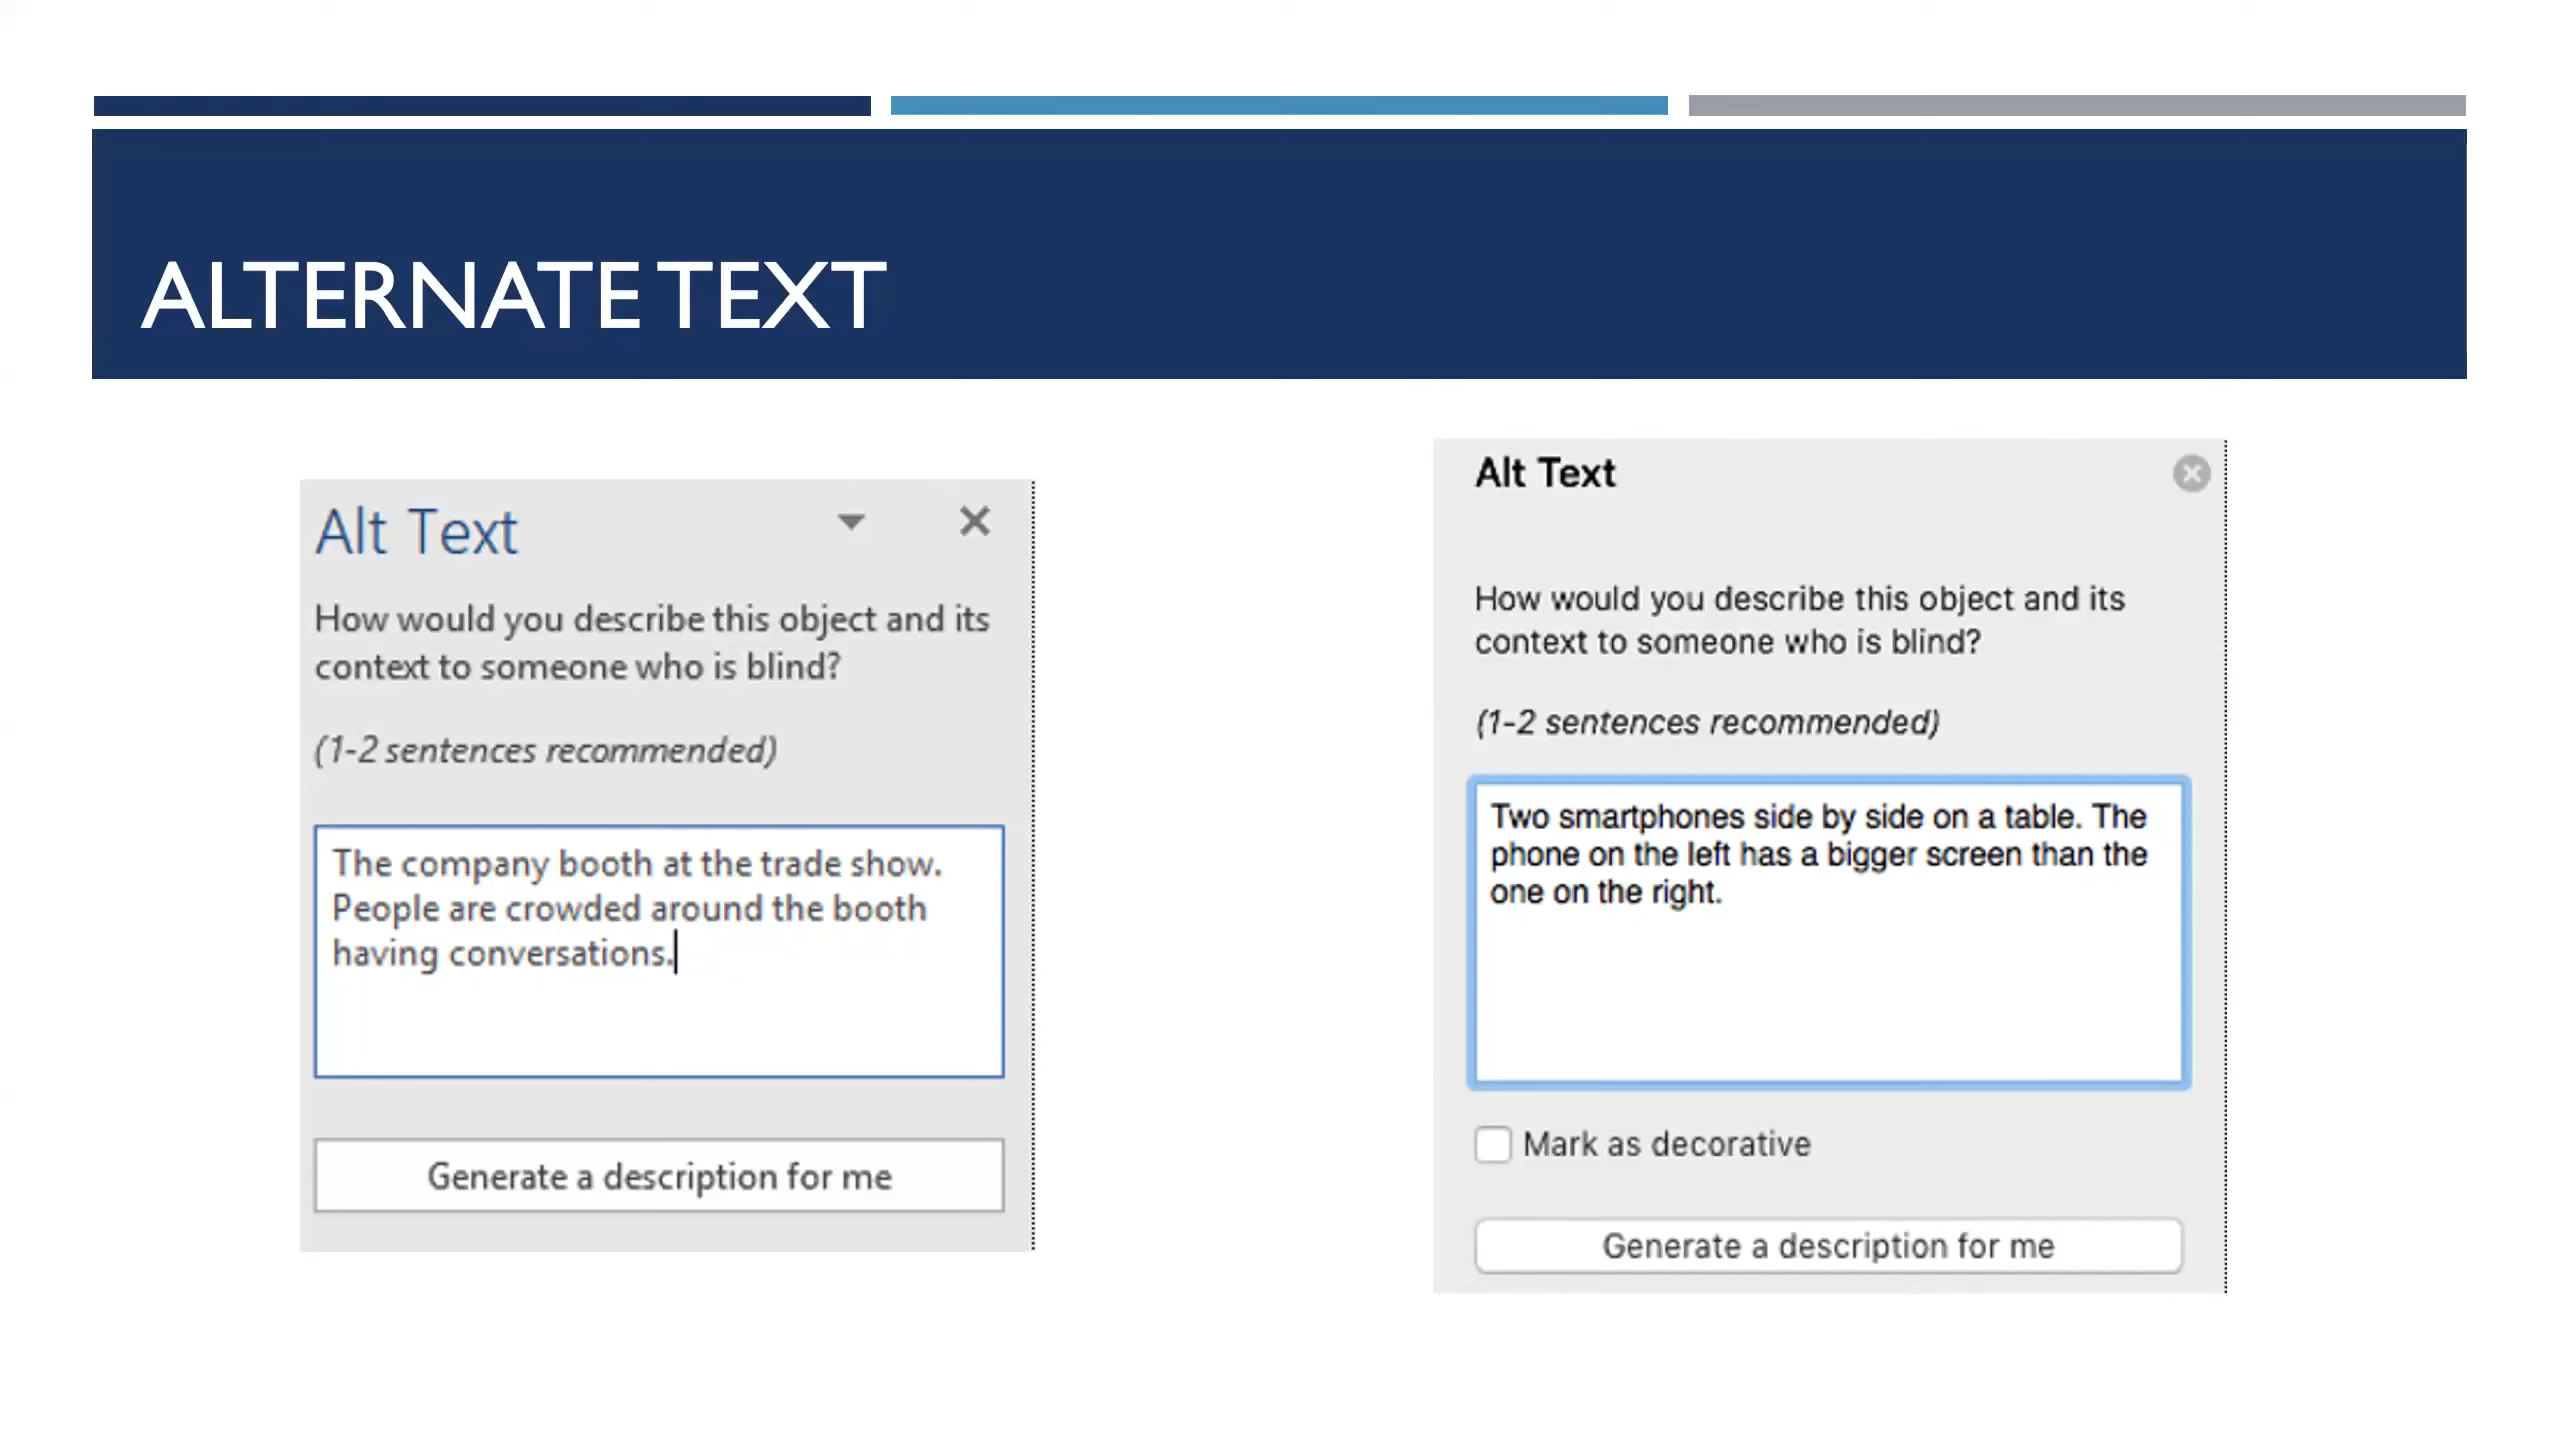 ALTERNATE TEXT
Alt Text
How would you describe this object and its
context to someone who is blind?
(1-2 sentences recommended)
The company booth at the trade show.
People are crowded around the booth
having conversations.
Generate a description for me
Alt Text
How would you describe this object and its
context to someone who is blind?
(1-2 sentences recommended)
Two smartphones side by side on a table. The
phone on the left has a bigger screen than the
one on the right.
Mark as decorative
Generate a description for me